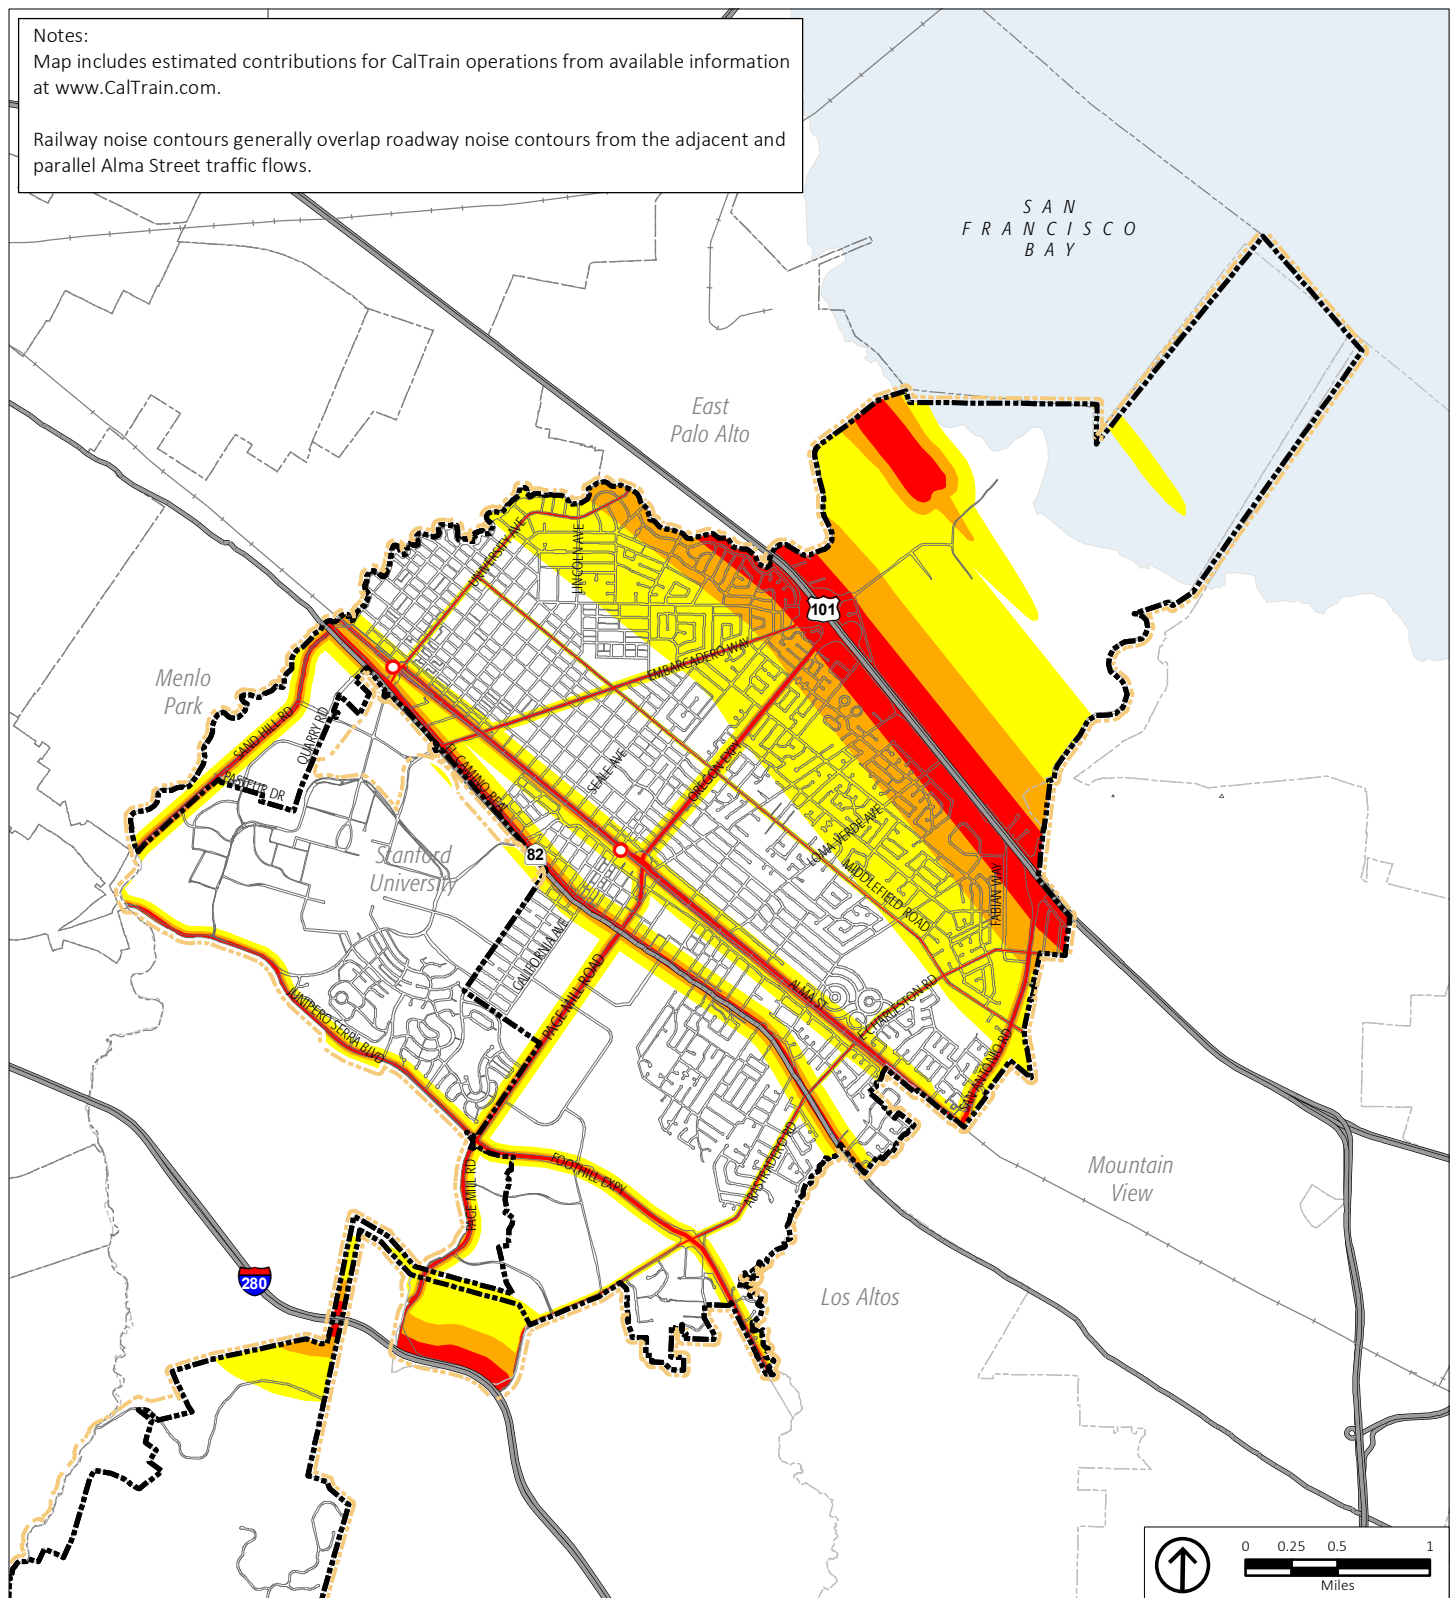 Notes:
Map includes estimated contributions for CalTrain operations from available information
at www.CalTrain.com.
Railway noise contours generally overlap roadway noise contours from the adjacent and
parallel Alma Street traffic flows.
SAN
FRANCISCO
BAY
East
Palo Alto
UNIVERSITY AVE
LINCOLN AVE
101
EMBARCADERO WAY
Menlo
Park
SAND HILL RD
QUARRY RD
PASTEUR DR
EL CAMINO REAL
SEALE AVE
OREGON EXPY
LOMA VERDE AVE
MIDDLEFIELD ROAD
FABIAN WAY
Stanford
University
82
CALIFORNIA AVE
PAGE MILL ROAD
ALMA ST
E CHARLESTON RD
SAN ANTONIO RD
JUNIPERO SERRA BLVD
FOOTHILL EXPY
ARASTRADERO RD
PAGE MILL RD
Mountain
View
280
Los Altos
0 0.25 0.5 1
Miles